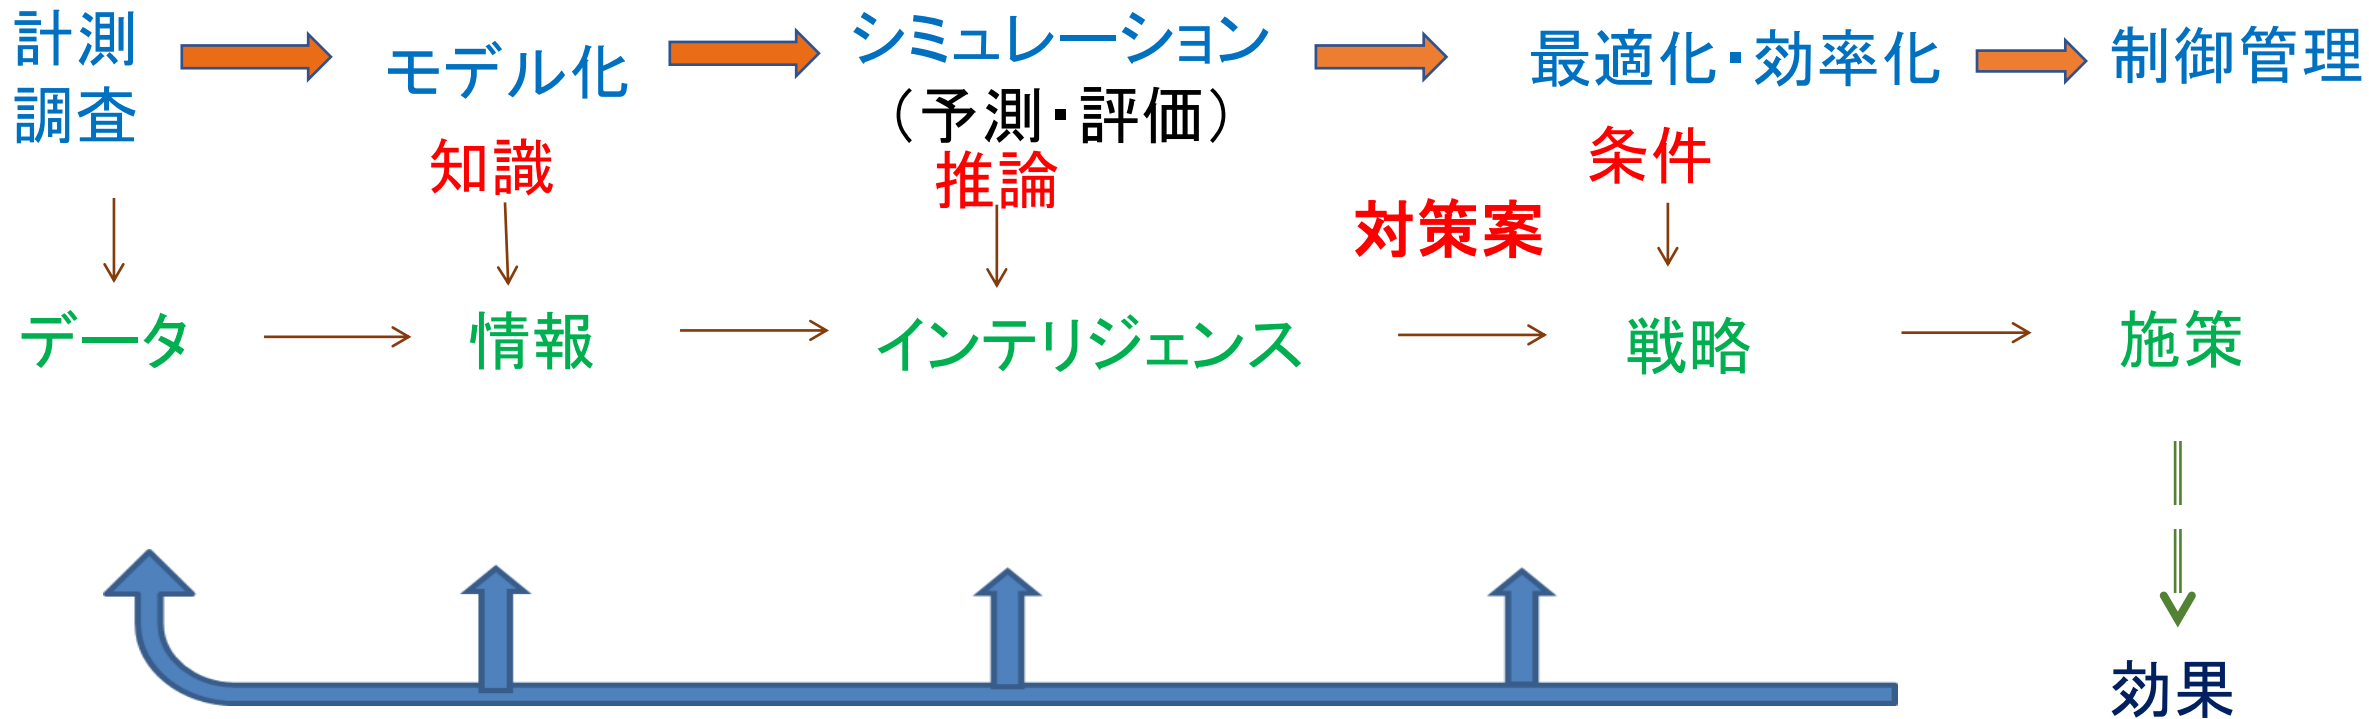 計測
調査
モデル化
シミュレーション
（予測・評価）
最適化・効率化
制御管理
知識
推論
条件
対策案
データ
情報
インテリジェンス
戦略
施策
効果